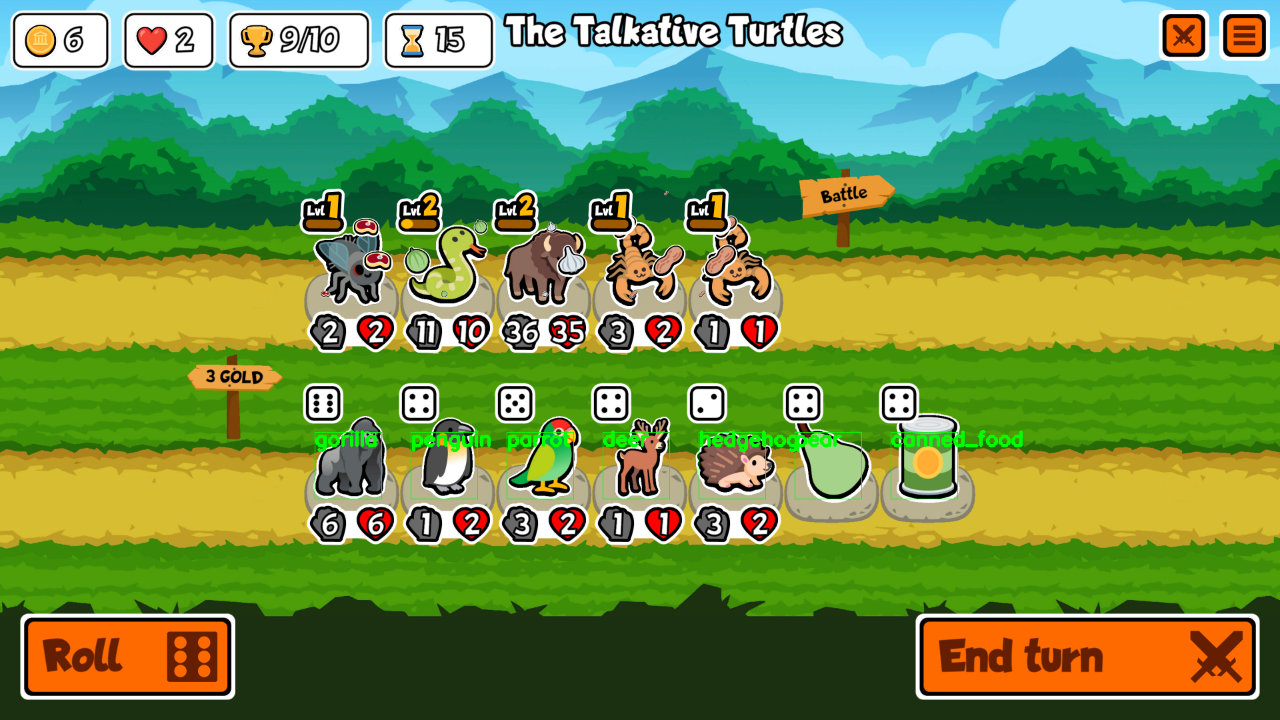 6 2 9/10 15 The Talkative Turtles
Battle
Lvl 1 Lvl 2 Lvl 2 Lvl 1 Lvl 1
2 2 11 10 36 35 3 2 1 1
3 GOLD
gorilla penguin parrot deer hedgehog pear canned_food
6 6 1 2 3 2 1 1 3 2
Roll End turn